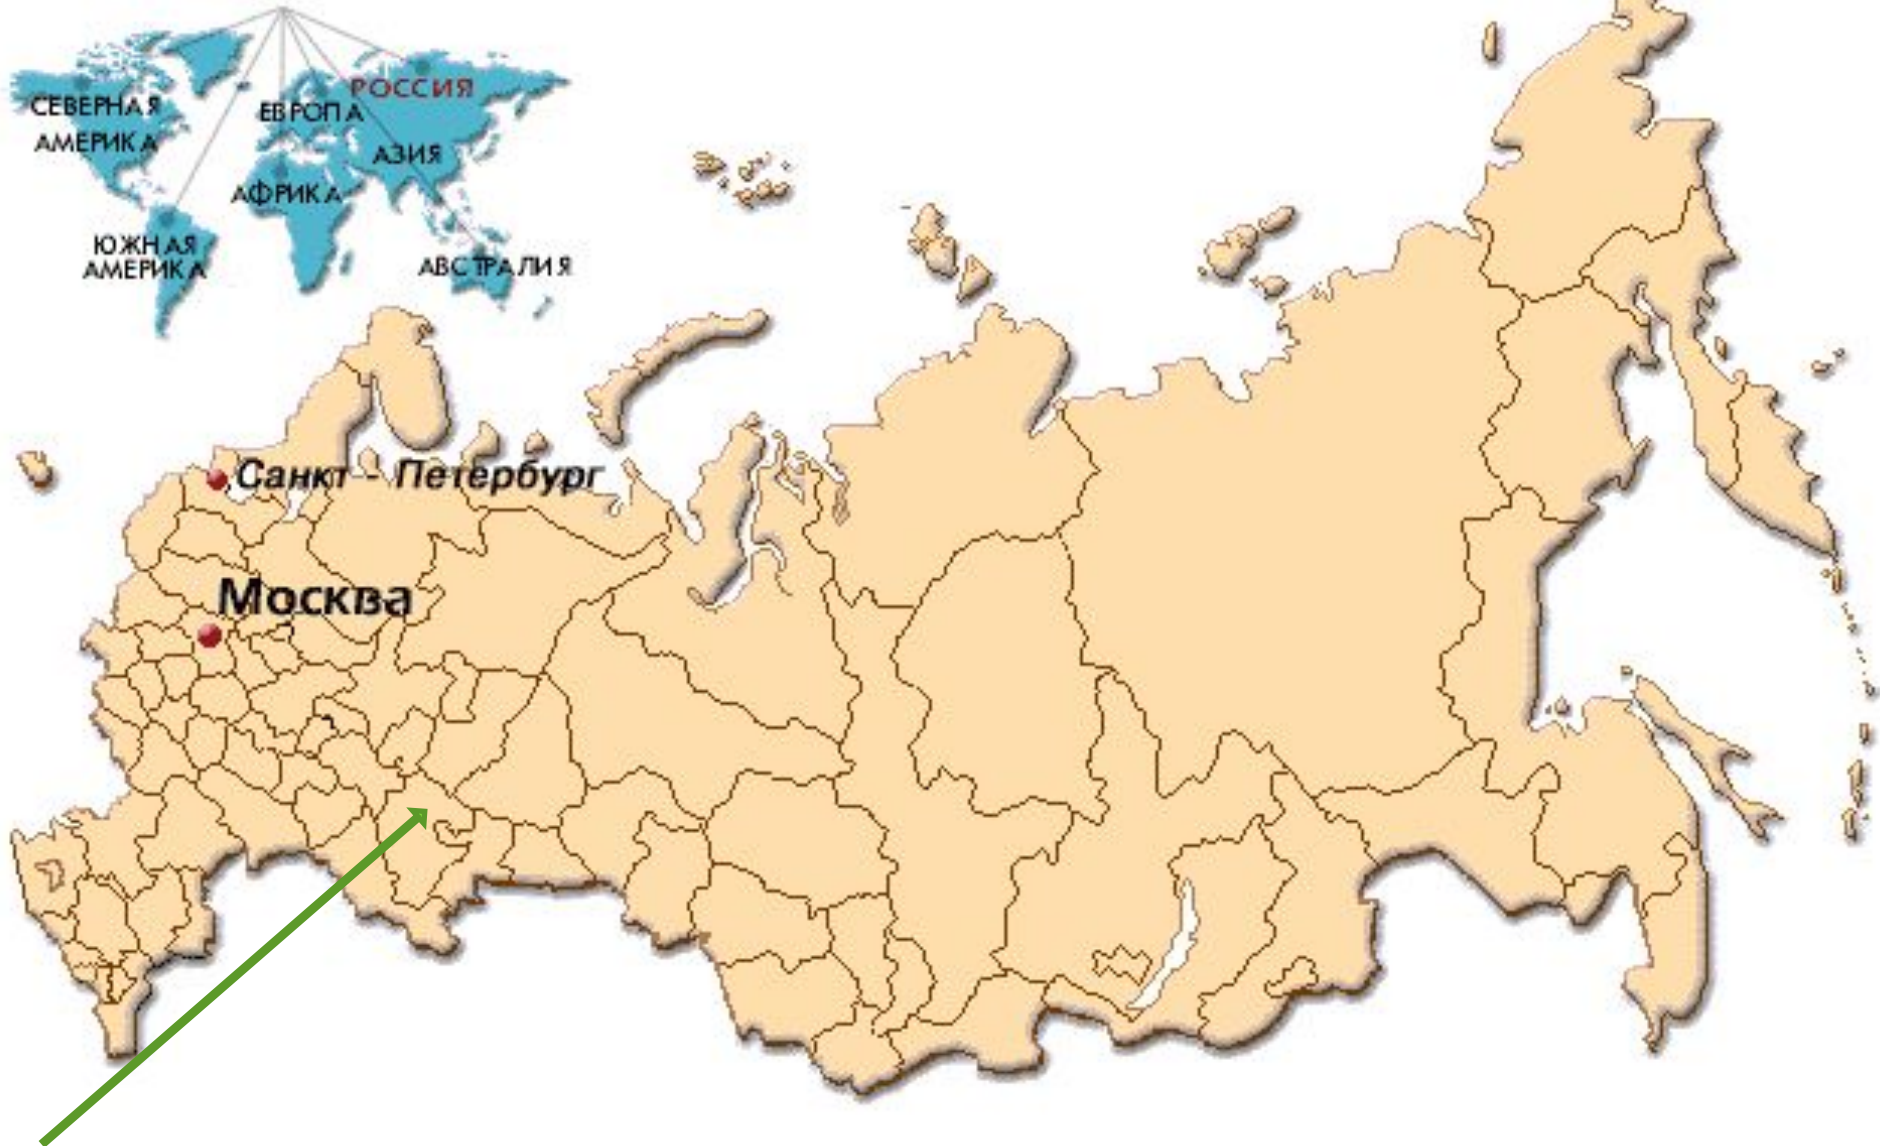 РОССИЯ
СЕВЕРНАЯ
АМЕРИКА
ЕВРОПА
АЗИЯ
АФРИКА
ЮЖНАЯ
АМЕРИКА
АВСТРАЛИЯ
Санкт - Петербург
Москва